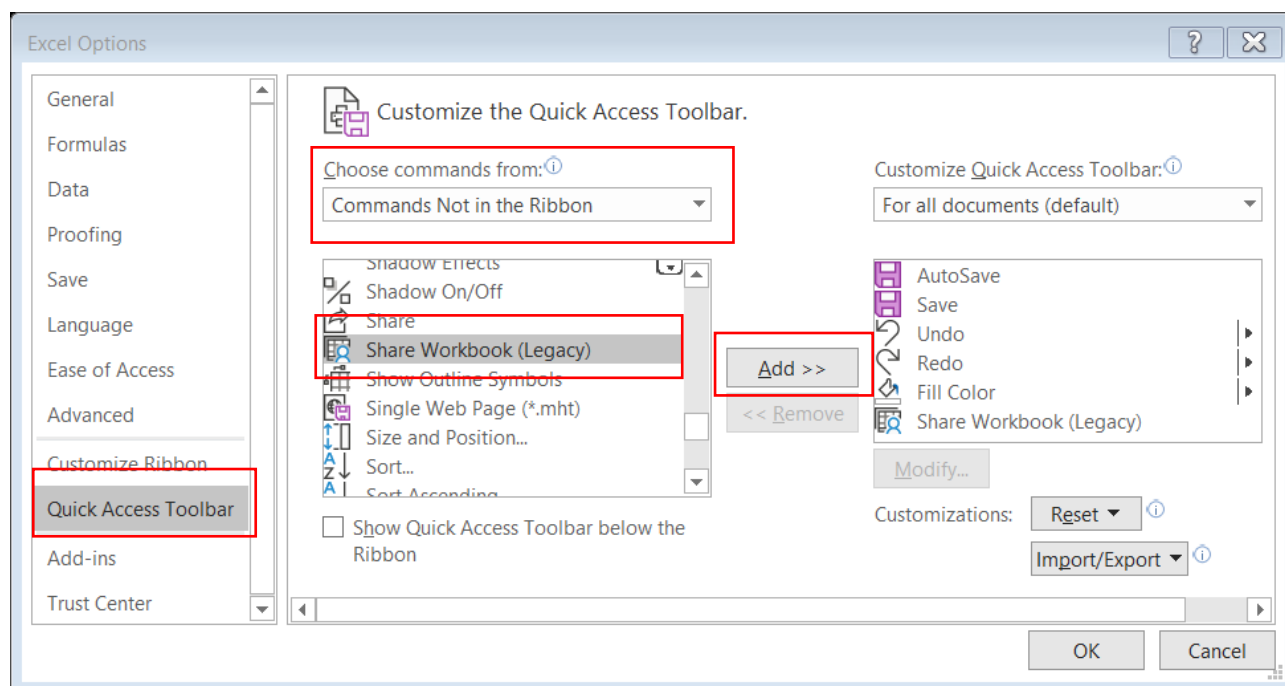 Excel Options
General
Formulas
Data
Proofing
Save
Language
Ease of Access
Advanced
Customize Ribbon
Quick Access Toolbar
Add-ins
Trust Center
Customize the Quick Access Toolbar.
Choose commands from:
Commands Not in the Ribbon
Shadow Effects
Shadow On/Off
Share
Share Workbook (Legacy)
Show Outline Symbols
Single Web Page (*.mht)
Size and Position...
Sort...
Sort Ascending
Show Quick Access Toolbar below the
Ribbon
Add >>
<< Remove
Customize Quick Access Toolbar:
For all documents (default)
AutoSave
Save
Undo
Redo
Fill Color
Share Workbook (Legacy)
Modify...
Customizations: Reset
Import/Export
OK Cancel